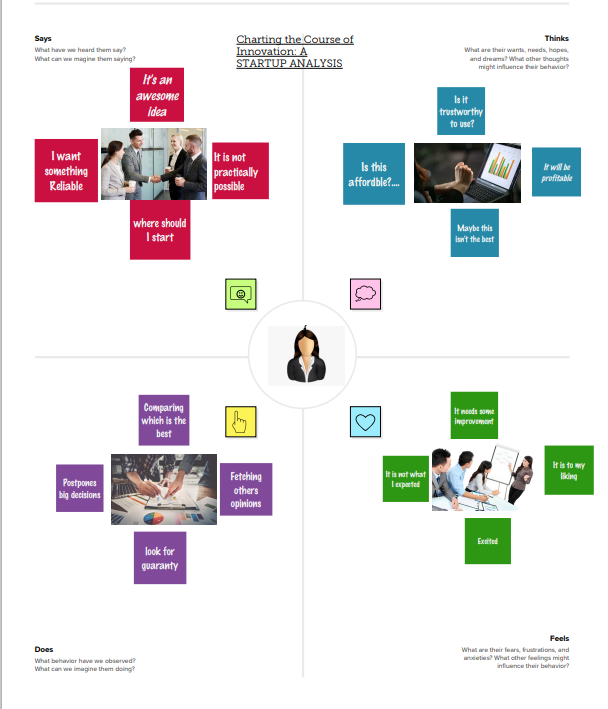 Says
What have we heard them say?
What can we magine them saying?
Charting the Course of
Innovation: A
STARTUP ANALYSIS
Thinks
What are their wants, needs, hopes,
and dreams? What other thoughts
might influence their behavior?
It's an
awesome
idea
I want
something
Reliable
It is not
practically
possible
where should
I start
Is it
trustworthy
to use?
Is this
affordble?....
It will be
profitable
Maybe this
isn't the best
Comparing
which is the
best
Postpones
big decisions
Fetching
others
opinions
look for
guaranty
It needs some
improvement
It is not what
I expected
It is to my
liking
Excited
Does
What behavior have we observed?
What can we imagine them doing?
Feels
What are their fears, frustrations, and
anxieties? What other feelings might
influence their behavior?